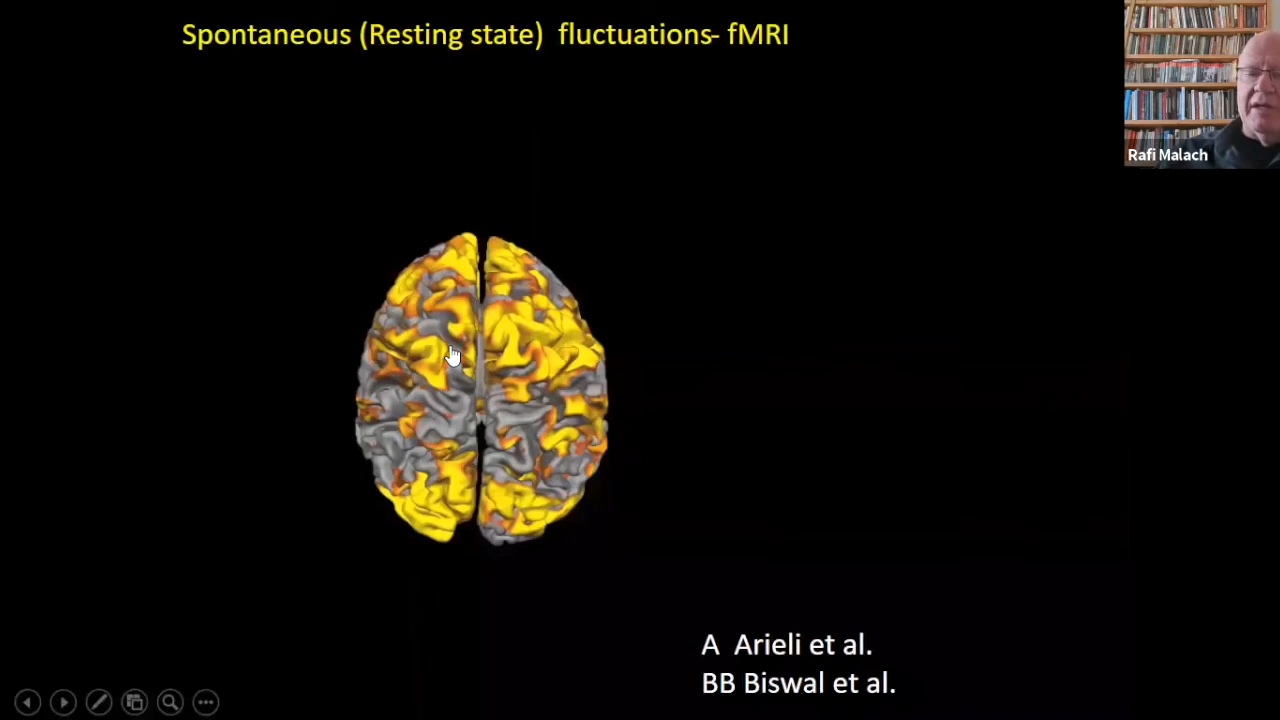 Spontaneous (Resting state)  fluctuations- fMRI
Rafi Malach
A  Arieli et al.
BB Biswal et al.